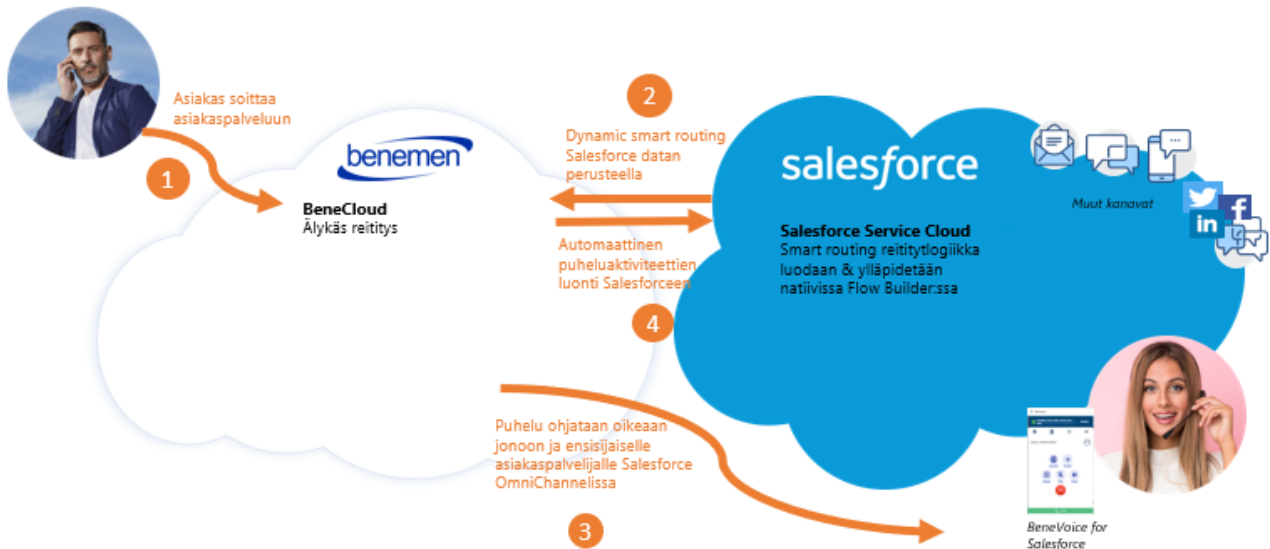 Asiakas soittaa
asiakaspalveluun
1
benemen
BeneCloud
Älykäs reititys
2
Dynamic smart routing
Salesforce datan
perusteella
Automaattinen
puheluaktiviteettien
luonti Salesforceen
4
salesforce
Muut kanavat
in
f
f
Salesforce Service Cloud
Smart routing reititytlogiikka
luodaan & ylläpidetään
natiivissa Flow Builder:ssa
Puhelu ohjataan oikeaan
jonoon ja ensisijaiselle
asiakaspalvelijalle Salesforce
OmniChannelissa
3
BeneVoice for
Salesforce